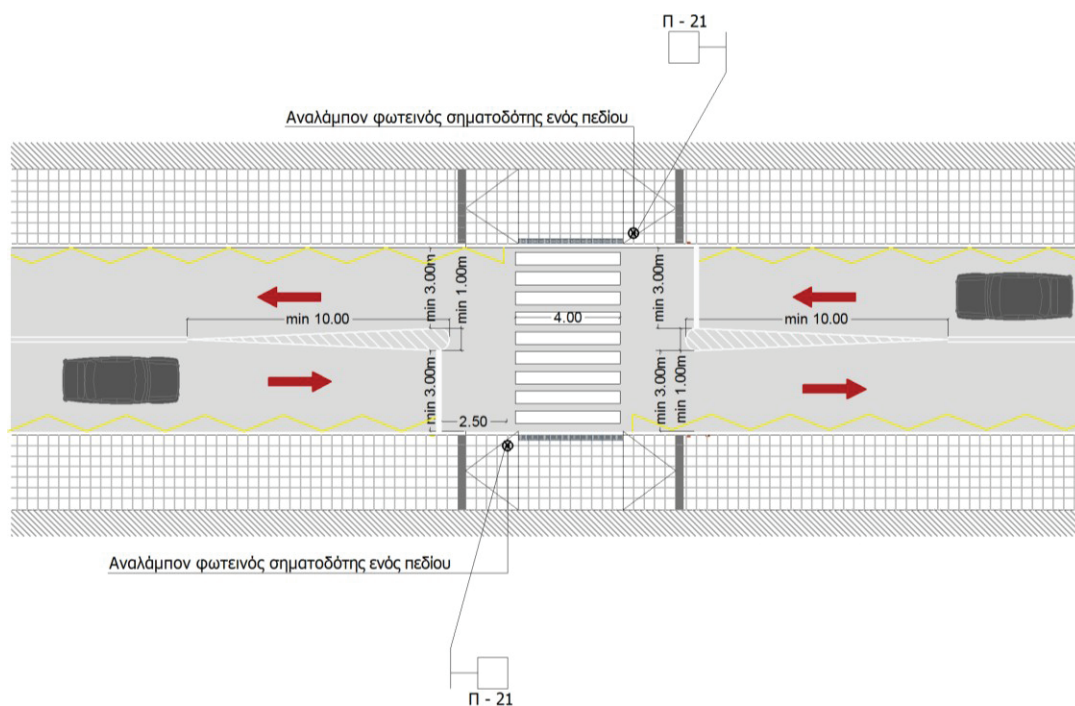 Π - 21
Αναλάμπον φωτεινός σηματοδότης ενός πεδίου
min 3.00m
min 1.00m
min 3.00m
min 10.00
4.00
min 10.00
min 3.00m
2.50
min 3.00m
min 1.00m
Αναλάμπον φωτεινός σηματοδότης ενός πεδίου
Π - 21